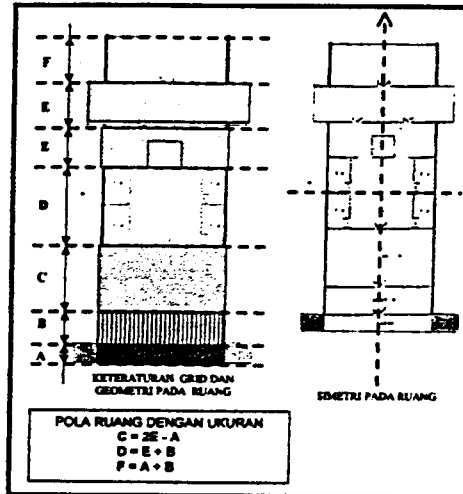 F
E
E
D
C
B
A
KETERATURAN GRID DAN
GEOMETRI PADA RUANG
SIMETRI PADA RUANG
POLA RUANG DENGAN UKURAN
C = 2E - A
D = E + B
F = A + B